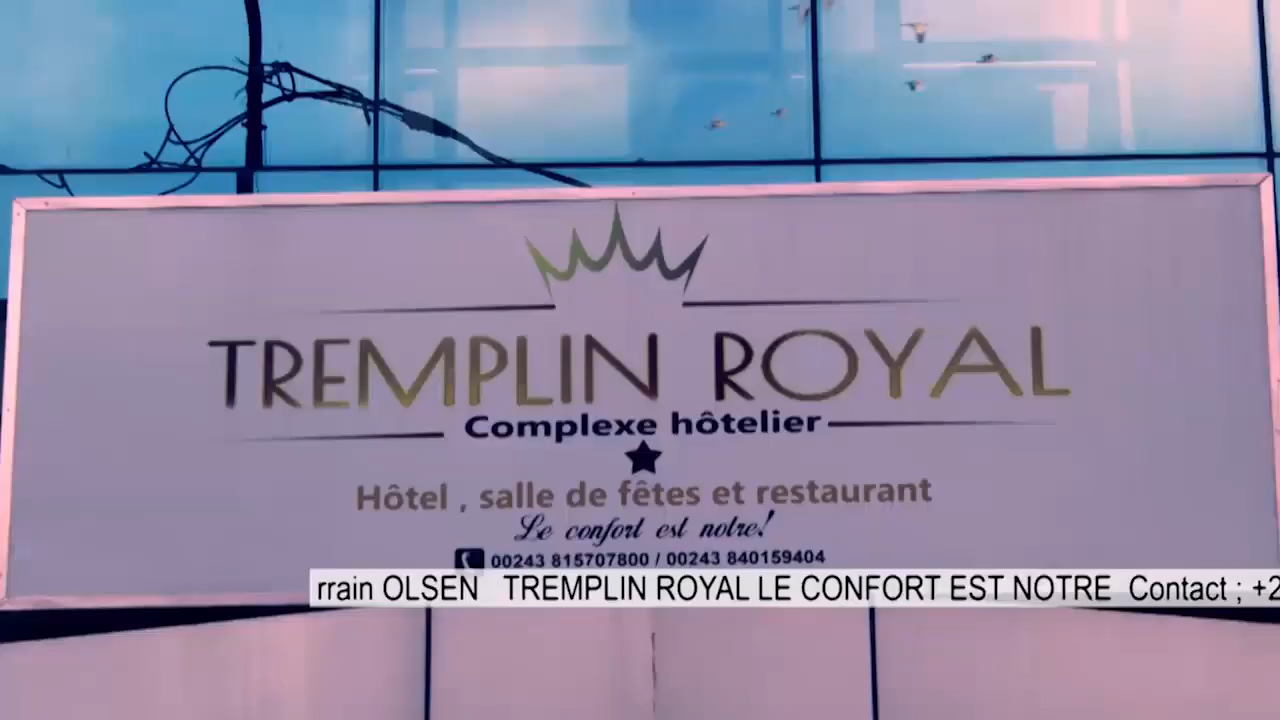 TREMPLIN ROYAL
Complexe hôtelier
Hôtel , salle de fêtes et restaurant
Le confort est notre!
00243 815707800 / 00243 840159404
rrain OLSEN TREMPLIN ROYAL LE CONFORT EST NOTRE Contact ; +2